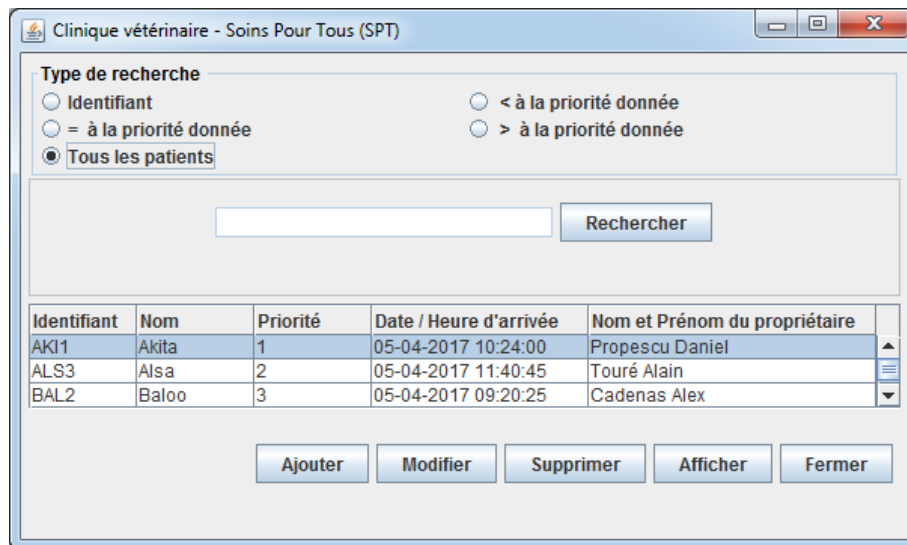 Clinique vétérinaire - Soins Pour Tous (SPT)
Type de recherche
Identifiant
< à la priorité donnée
= à la priorité donnée
> à la priorité donnée
Tous les patients
Rechercher
Identifiant Nom Priorité Date / Heure d'arrivée Nom et Prénom du propriétaire
AKI1 Akita 1 05-04-2017 10:24:00 Propescu Daniel
ALS3 Alsa 2 05-04-2017 11:40:45 Touré Alain
BAL2 Baloo 3 05-04-2017 09:20:25 Cadenas Alex
Ajouter Modifier Supprimer Afficher Fermer